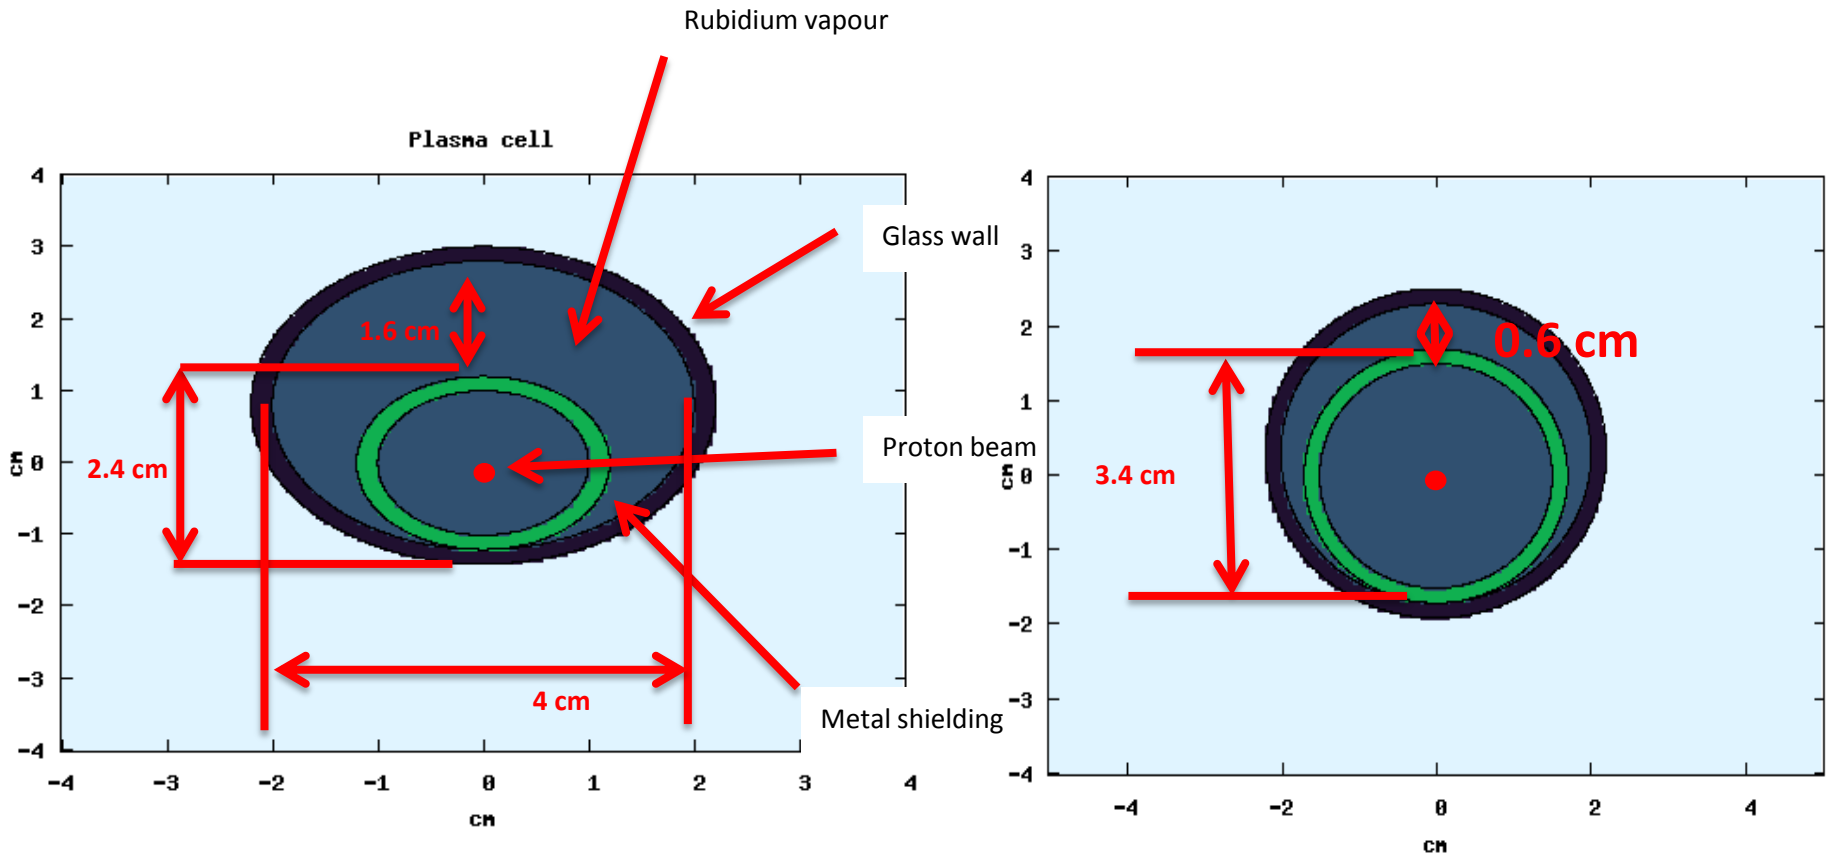 Rubidium vapour
Plasma cell
4
3
2
1
0
-1
-2
-3
-4
cm
-4
-3
-2
-1
0
1
2
3
4
cm
1.6 cm
2.4 cm
4 cm
Glass wall
Proton beam
Metal shielding
4
3
2
1
0
-1
-2
-3
-4
cm
-4
-2
0
2
4
cm
0.6 cm
3.4 cm